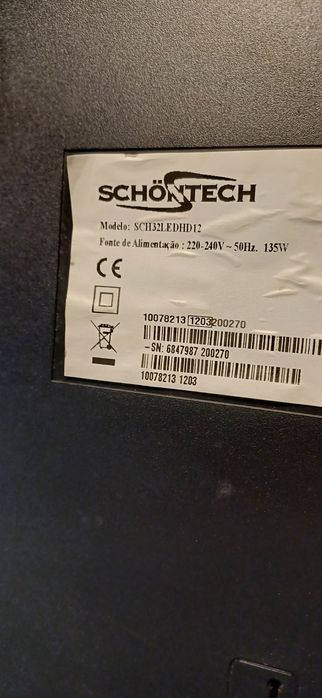 SCHÖNTECH
Modelo: SCH32LEDHD12
Fonte de Alimentação : 220-240V ~ 50Hz. 135W
CE
10078213 1203 200270
-SN: 6847987 200270
10078213 1203